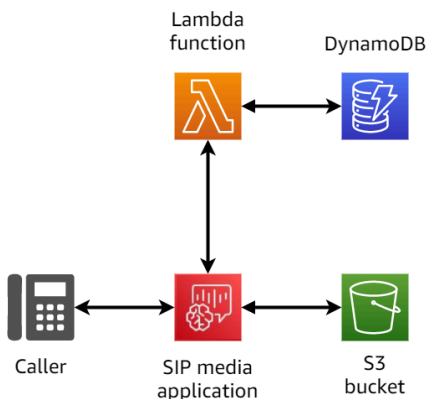 Lambda
function
DynamoDB
Caller
SIP media
application
S3
bucket